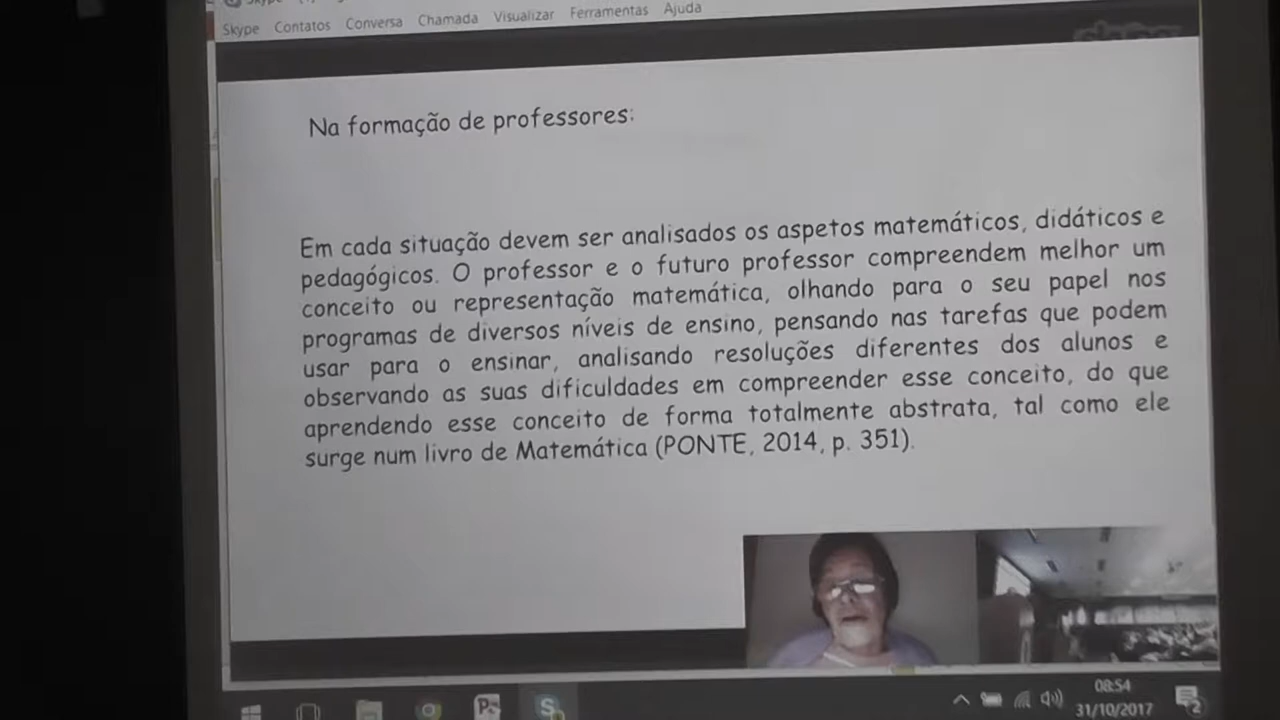 Skype Contatos Conversa Chamada Visualizar Ferramentas Ajuda
Na formação de professores:
Em cada situação devem ser analisados os aspetos matemáticos, didáticos e
pedagógicos. O professor e o futuro professor compreendem melhor um
conceito ou representação matemática, olhando para o seu papel nos
programas de diversos níveis de ensino, pensando nas tarefas que podem
usar para o ensinar, analisando resoluções diferentes dos alunos e
observando as suas dificuldades em compreender esse conceito, do que
aprendendo esse conceito de forma totalmente abstrata, tal como ele
surge num livro de Matemática (PONTE, 2014, p. 351).
08:54
31/10/2017
2